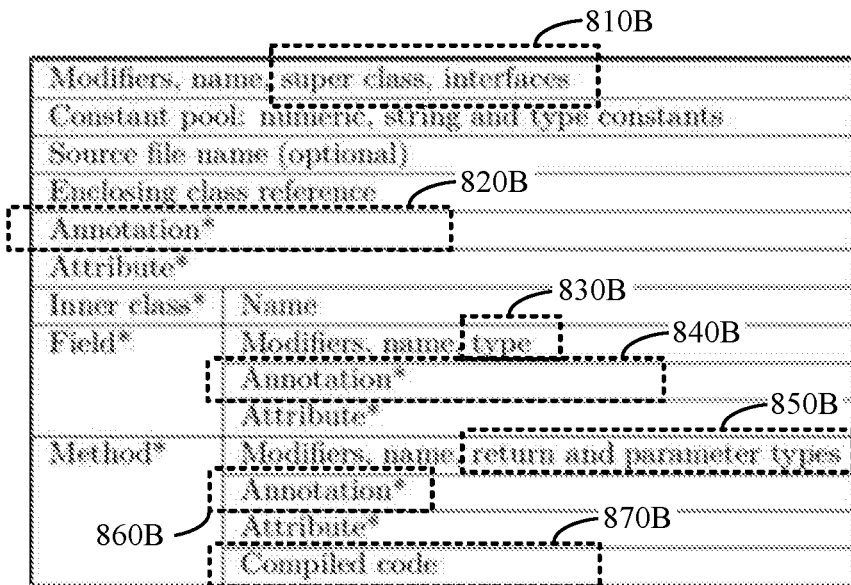 810B
Modifiers, name, super class, interfaces
Constant pool: numeric, string and type constants
Source file name (optional)
Enclosing class reference
820B
Annotation*
Attribute*
Inner class* Name
830B
Field* Modifiers, name, type
840B
Annotation*
Attribute*
850B
Method* Modifiers, name, return and parameter types
Annotation*
860B
Attribute*
870B
Compiled code